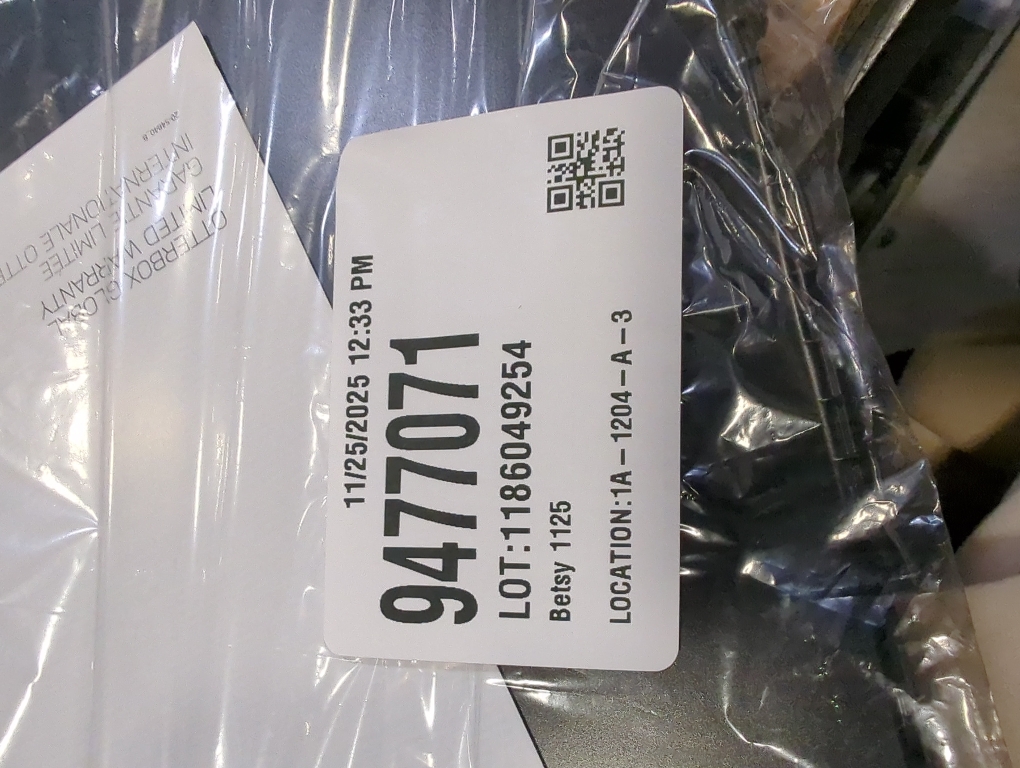 11/25/2025 12:33 PM
9477071
LOT:1186049254
Betsy 1125
LOCATION:1A-1204-A-3
OTTERBOX GLOBAL
LIMITED WARRANTY
GARANTIE LIMITÉE
INTERNATIONALE